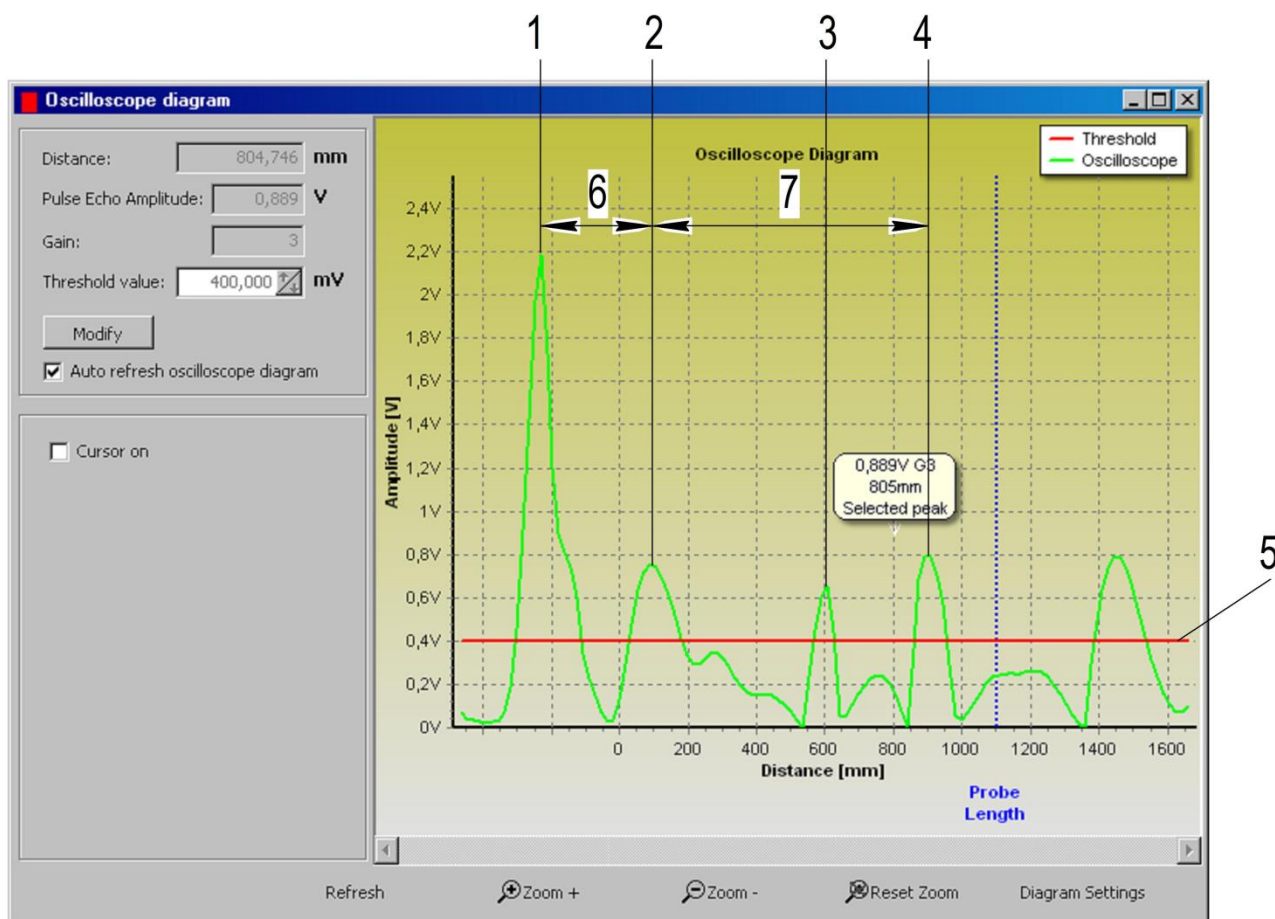 1 2 3 4
Oscilloscope diagram
Distance: 804,746 mm
Pulse Echo Amplitude: 0,889 V
Gain: 3
Threshold value: 400,000 mV
Modify
Auto refresh oscilloscope diagram
Cursor on
Threshold
Oscilloscope
Oscilloscope Diagram
6 7
Amplitude [V]
2,4V
2,2V
2V
1,8V
1,6V
1,4V
1,2V
1V
0,8V
0,6V
0,4V
0,2V
0V
0,889V G3
805mm
Selected peak
5
0 200 400 600 800 1000 1200 1400 1600
Distance [mm]
Probe
Length
Refresh Zoom + Zoom - Reset Zoom Diagram Settings